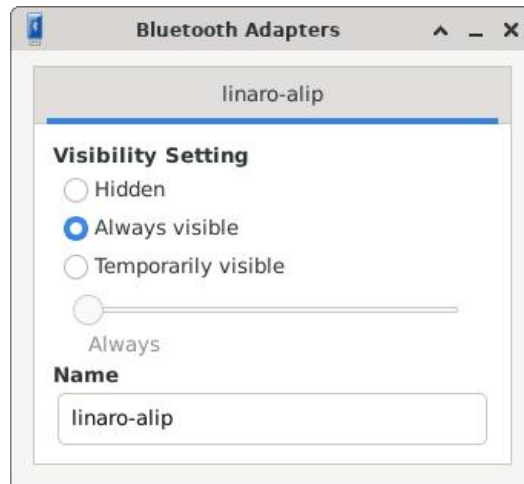 Bluetooth Adapters
linaro-alip
Visibility Setting
Hidden
Always visible
Temporarily visible
Always
Name
linaro-alip